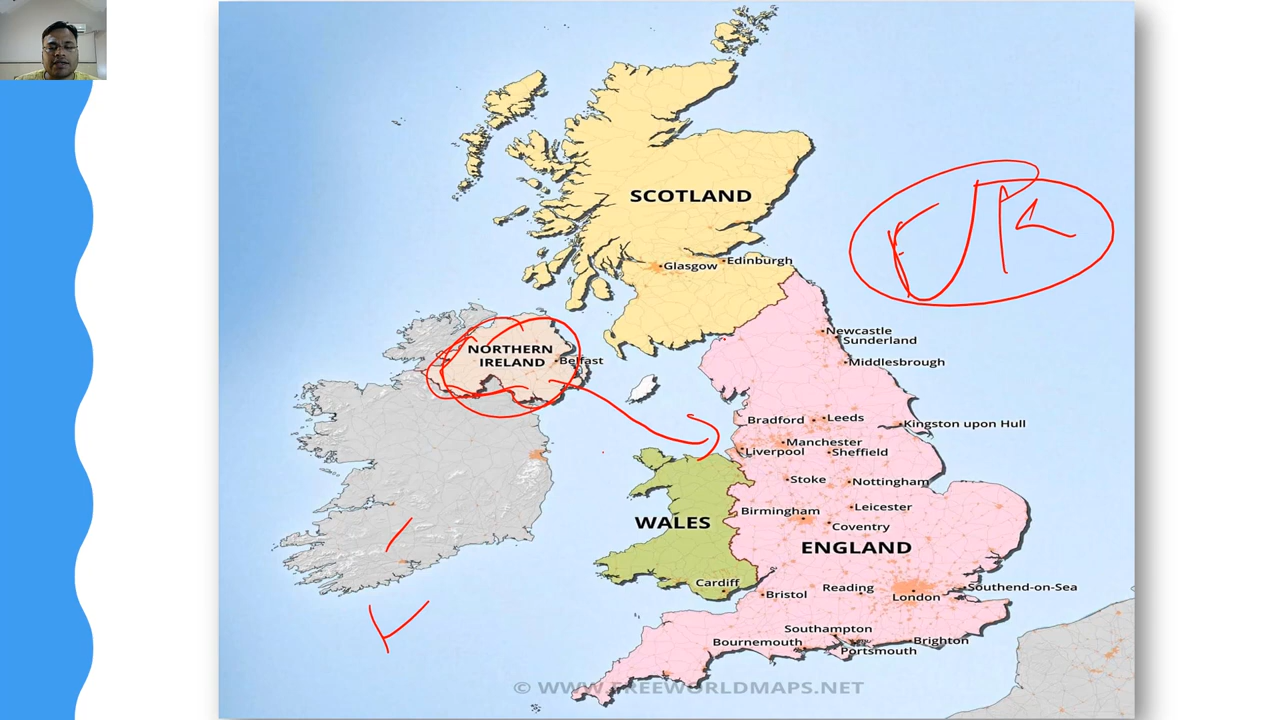 SCOTLAND
Glasgow
Edinburgh
Newcastle
Sunderland
NORTHERN
IRELAND
Belfast
Middlesbrough
Bradford
Leeds
Kingston upon Hull
Manchester
Liverpool
Sheffield
Stoke
Nottingham
Birmingham
Leicester
WALES
Coventry
ENGLAND
Cardiff
Bristol
Reading
London
Southend-on-Sea
Southampton
Bournemouth
Brighton
Portsmouth
© WWW.FREEWORLDMAPS.NET